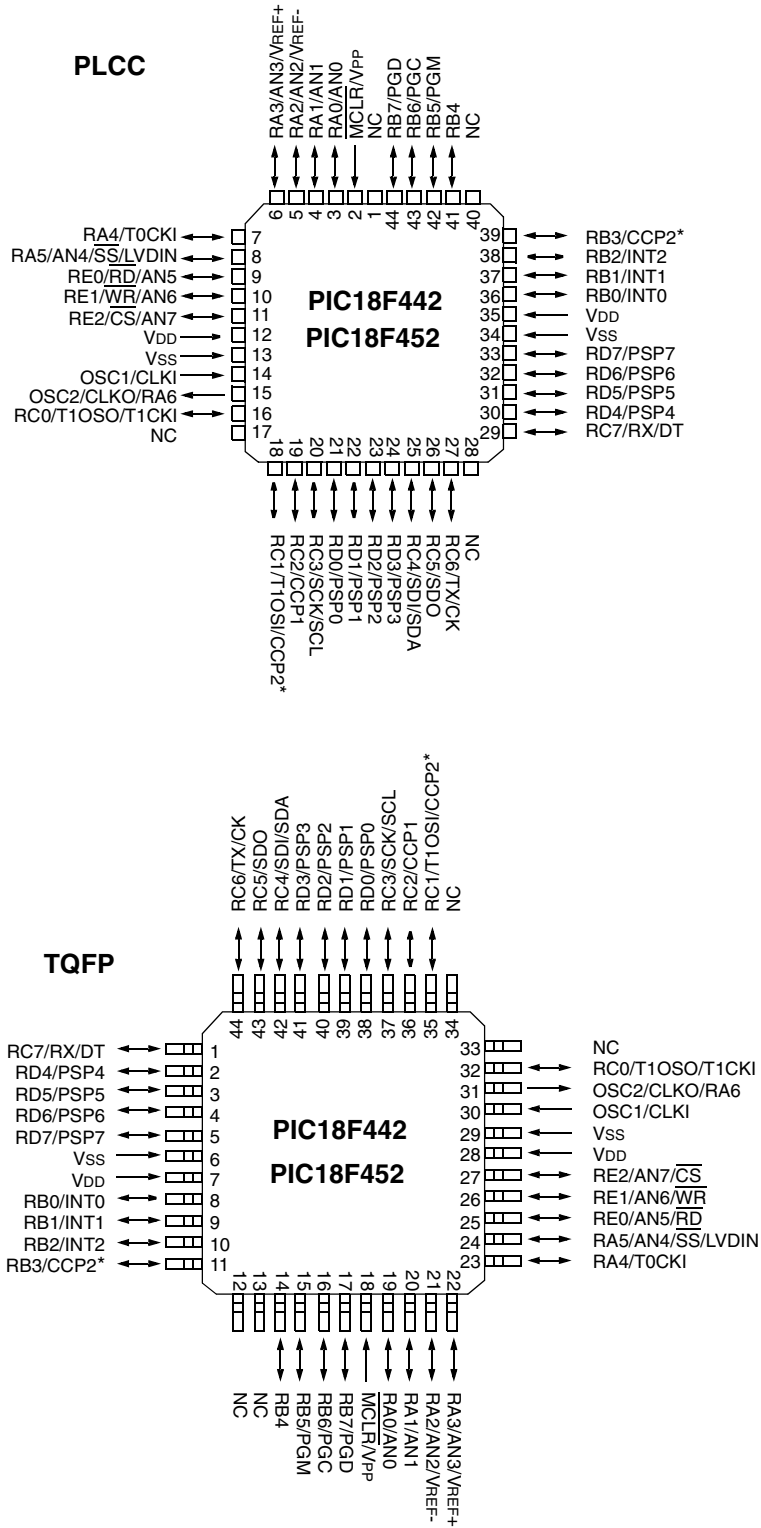 PLCC
RA3/AN3/VREF+
RA2/AN2/VREF-
RA1/AN1
RA0/AN0
MCLR/VPP
NC
RB7/PGD
RB6/PGC
RB5/PGM
RB4
NC
6 5 4 3 2 1 44 43 42 41 40
RA4/T0CKI 7
RA5/AN4/SS/LVDIN 8
RE0/RD/AN5 9
RE1/WR/AN6 10
RE2/CS/AN7 11
VDD 12
VSS 13
OSC1/CLKI 14
OSC2/CLKO/RA6 15
RC0/T1OSO/T1CKI 16
NC 17
PIC18F442
PIC18F452
39 RB3/CCP2*
38 RB2/INT2
37 RB1/INT1
36 RB0/INT0
35 VDD
34 VSS
33 RD7/PSP7
32 RD6/PSP6
31 RD5/PSP5
30 RD4/PSP4
29 RC7/RX/DT
18 19 20 21 22 23 24 25 26 27 28
RC1/T1OSI/CCP2*
RC2/CCP1
RC3/SCK/SCL
RD0/PSP0
RD1/PSP1
RD2/PSP2
RD3/PSP3
RC4/SDI/SDA
RC5/SDO
RC6/TX/CK
NC
TQFP
RC6/TX/CK
RC5/SDO
RC4/SDI/SDA
RD3/PSP3
RD2/PSP2
RD1/PSP1
RD0/PSP0
RC3/SCK/SCL
RC2/CCP1
RC1/T1OSI/CCP2*
NC
44 43 42 41 40 39 38 37 36 35 34
RC7/RX/DT 1
RD4/PSP4 2
RD5/PSP5 3
RD6/PSP6 4
RD7/PSP7 5
VSS 6
VDD 7
RB0/INT0 8
RB1/INT1 9
RB2/INT2 10
RB3/CCP2* 11
PIC18F442
PIC18F452
33 NC
32 RC0/T1OSO/T1CKI
31 OSC2/CLKO/RA6
30 OSC1/CLKI
29 VSS
28 VDD
27 RE2/AN7/CS
26 RE1/AN6/WR
25 RE0/AN5/RD
24 RA5/AN4/SS/LVDIN
23 RA4/T0CKI
12 13 14 15 16 17 18 19 20 21 22
NC
NC
RB4
RB5/PGM
RB6/PGC
RB7/PGD
MCLR/VPP
RA0/AN0
RA1/AN1
RA2/AN2/VREF-
RA3/AN3/VREF+